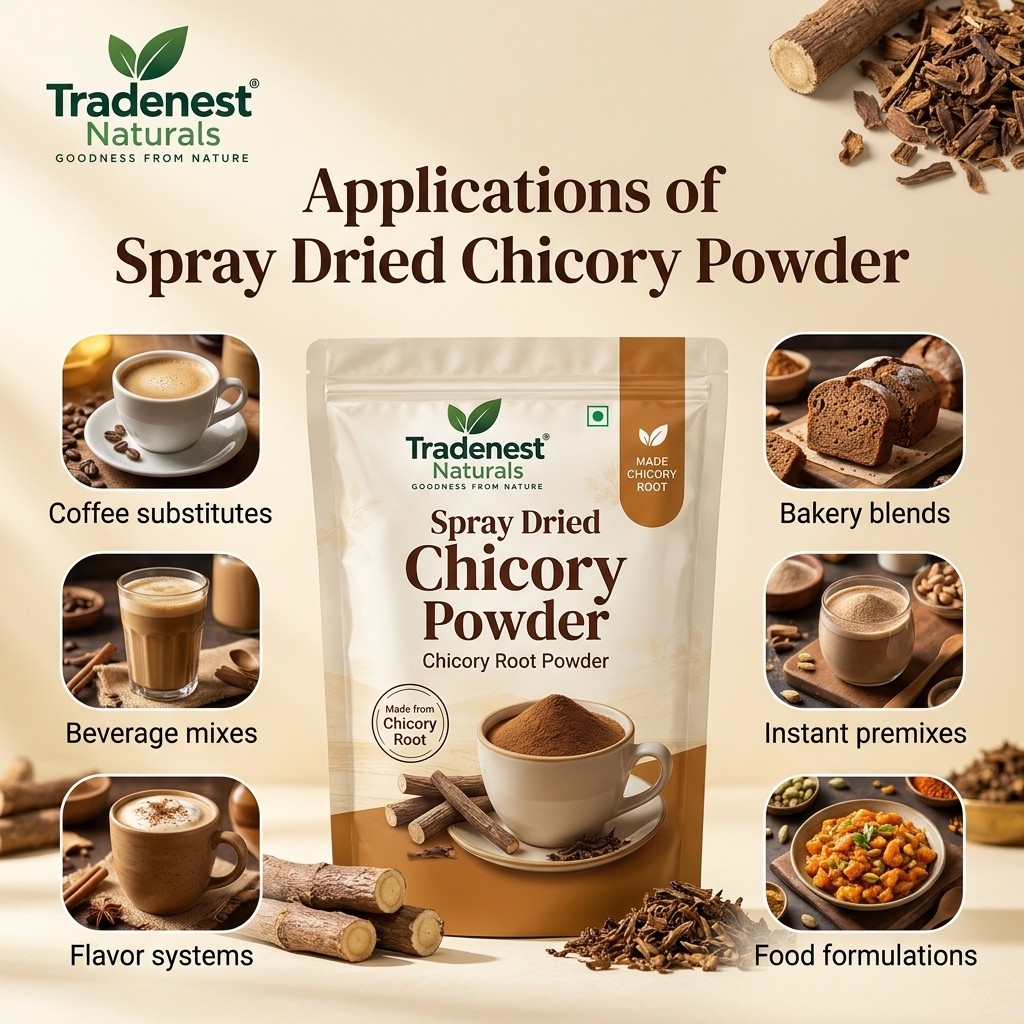 Tradenest®
Naturals
GOODNESS FROM NATURE
Applications of
Spray Dried Chicory Powder
Coffee substitutes
Beverage mixes
Flavor systems
Tradenest®
Naturals
GOODNESS FROM NATURE
MADE
CHICORY
ROOT
Spray Dried
Chicory
Powder
Chicory Root Powder
Made from
Chicory
Root
Bakery blends
Instant premixes
Food formulations